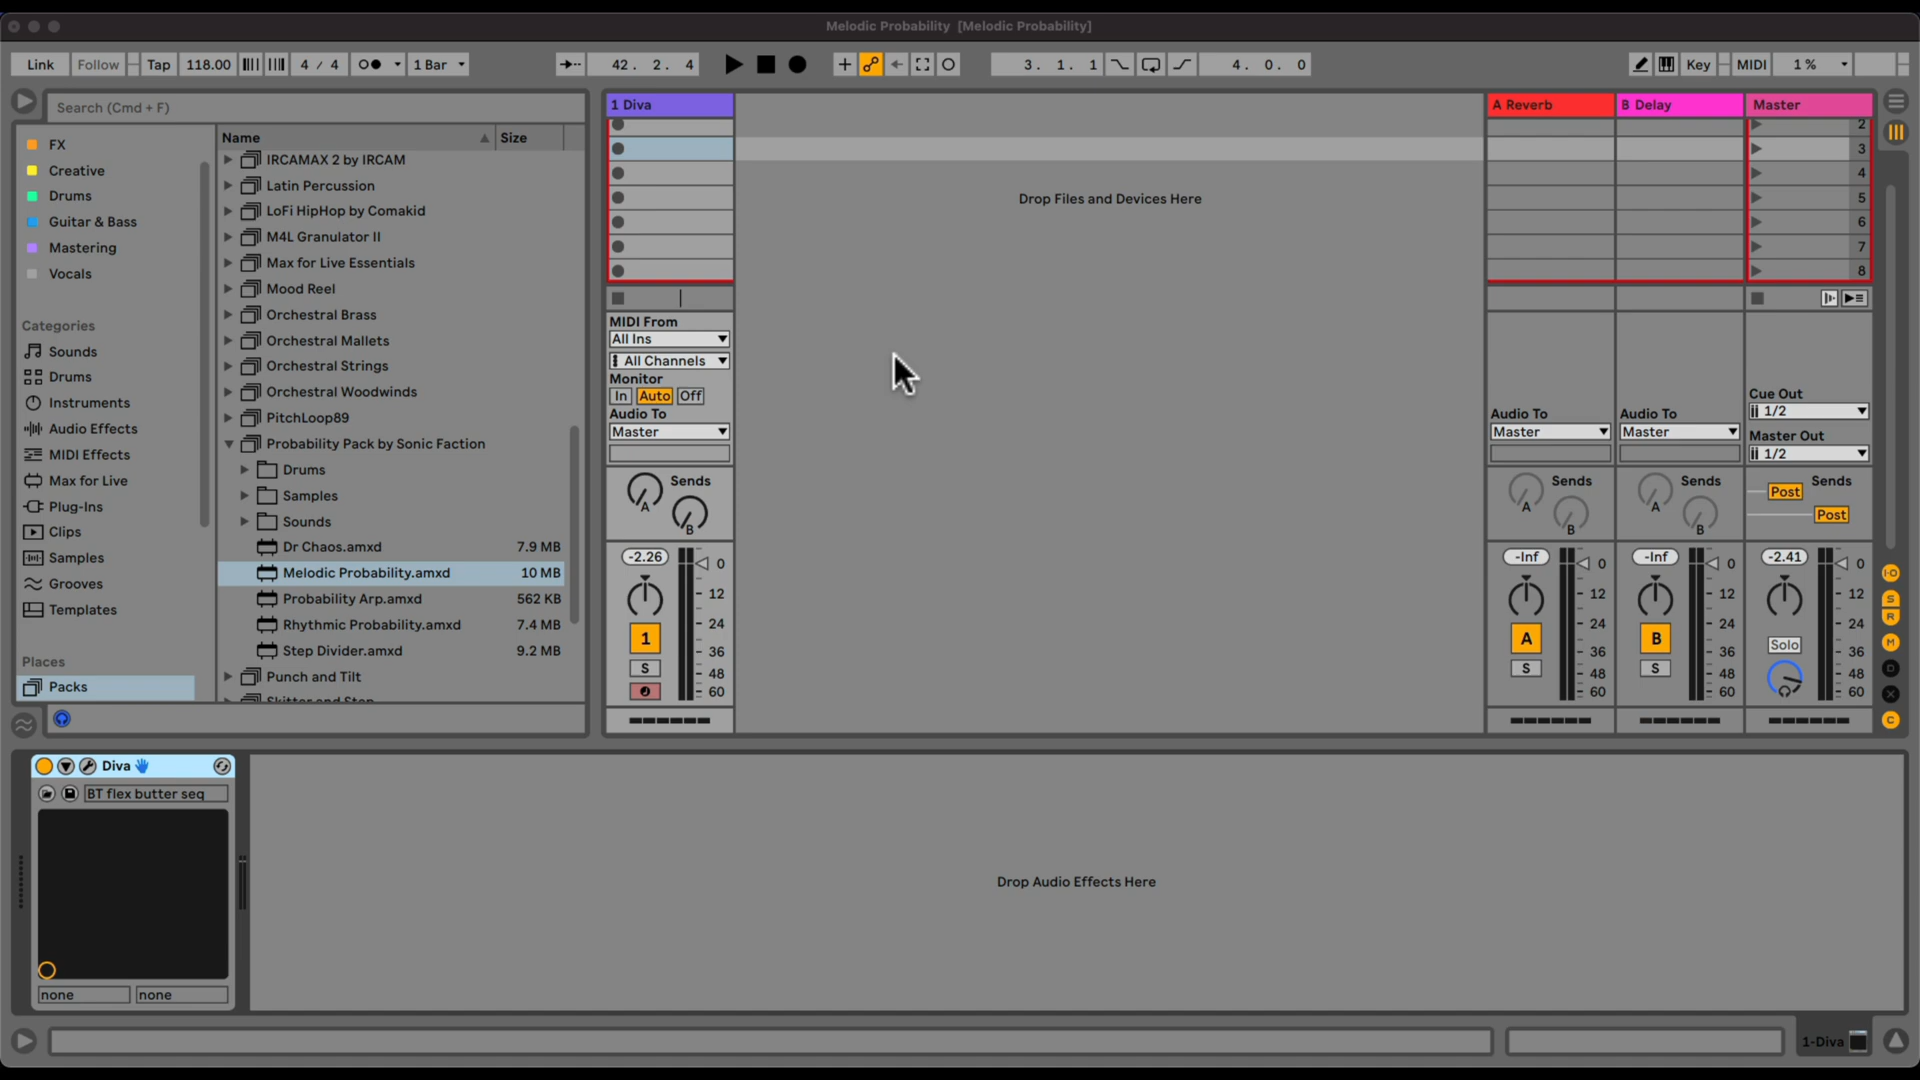 Melodic Probability [Melodic Probability]
Link Follow Tap 118.00 4 / 4 1 Bar 42. 2. 4 3. 1. 1 4. 0. 0 Key MIDI 1 %
Search (Cmd + F)
Name Size
FX
Creative
Drums
Guitar & Bass
Mastering
Vocals
Categories
Sounds
Drums
Instruments
Audio Effects
MIDI Effects
Max for Live
Plug-Ins
Clips
Samples
Grooves
Templates
Places
Packs
IRCAMAX 2 by IRCAM
Latin Percussion
LoFi HipHop by Comakid
M4L Granulator II
Max for Live Essentials
Mood Reel
Orchestral Brass
Orchestral Mallets
Orchestral Strings
Orchestral Woodwinds
PitchLoop89
Probability Pack by Sonic Faction
Drums
Samples
Sounds
Dr Chaos.amxd 7.9 MB
Melodic Probability.amxd 10 MB
Probability Arp.amxd 562 KB
Rhythmic Probability.amxd 7.4 MB
Step Divider.amxd 9.2 MB
Punch and Tilt
Skitter and Step
1 Diva
MIDI From
All Ins
All Channels
Monitor
In Auto Off
Audio To
Master
Sends
A
B
-2.26
0
12
24
36
48
60
1
S
Drop Files and Devices Here
A Reverb
Audio To
Master
Sends
A
B
-Inf
0
12
24
36
48
60
A
S
B Delay
Audio To
Master
Sends
A
B
-Inf
0
12
24
36
48
60
B
S
Master
2
3
4
5
6
7
8
Cue Out
1/2
Master Out
1/2
Sends
Post
Post
-2.41
0
12
24
36
48
60
Solo
I-O
S
R
M
D
X
C
Diva
BT flex butter seq
none none
Drop Audio Effects Here
1-Diva